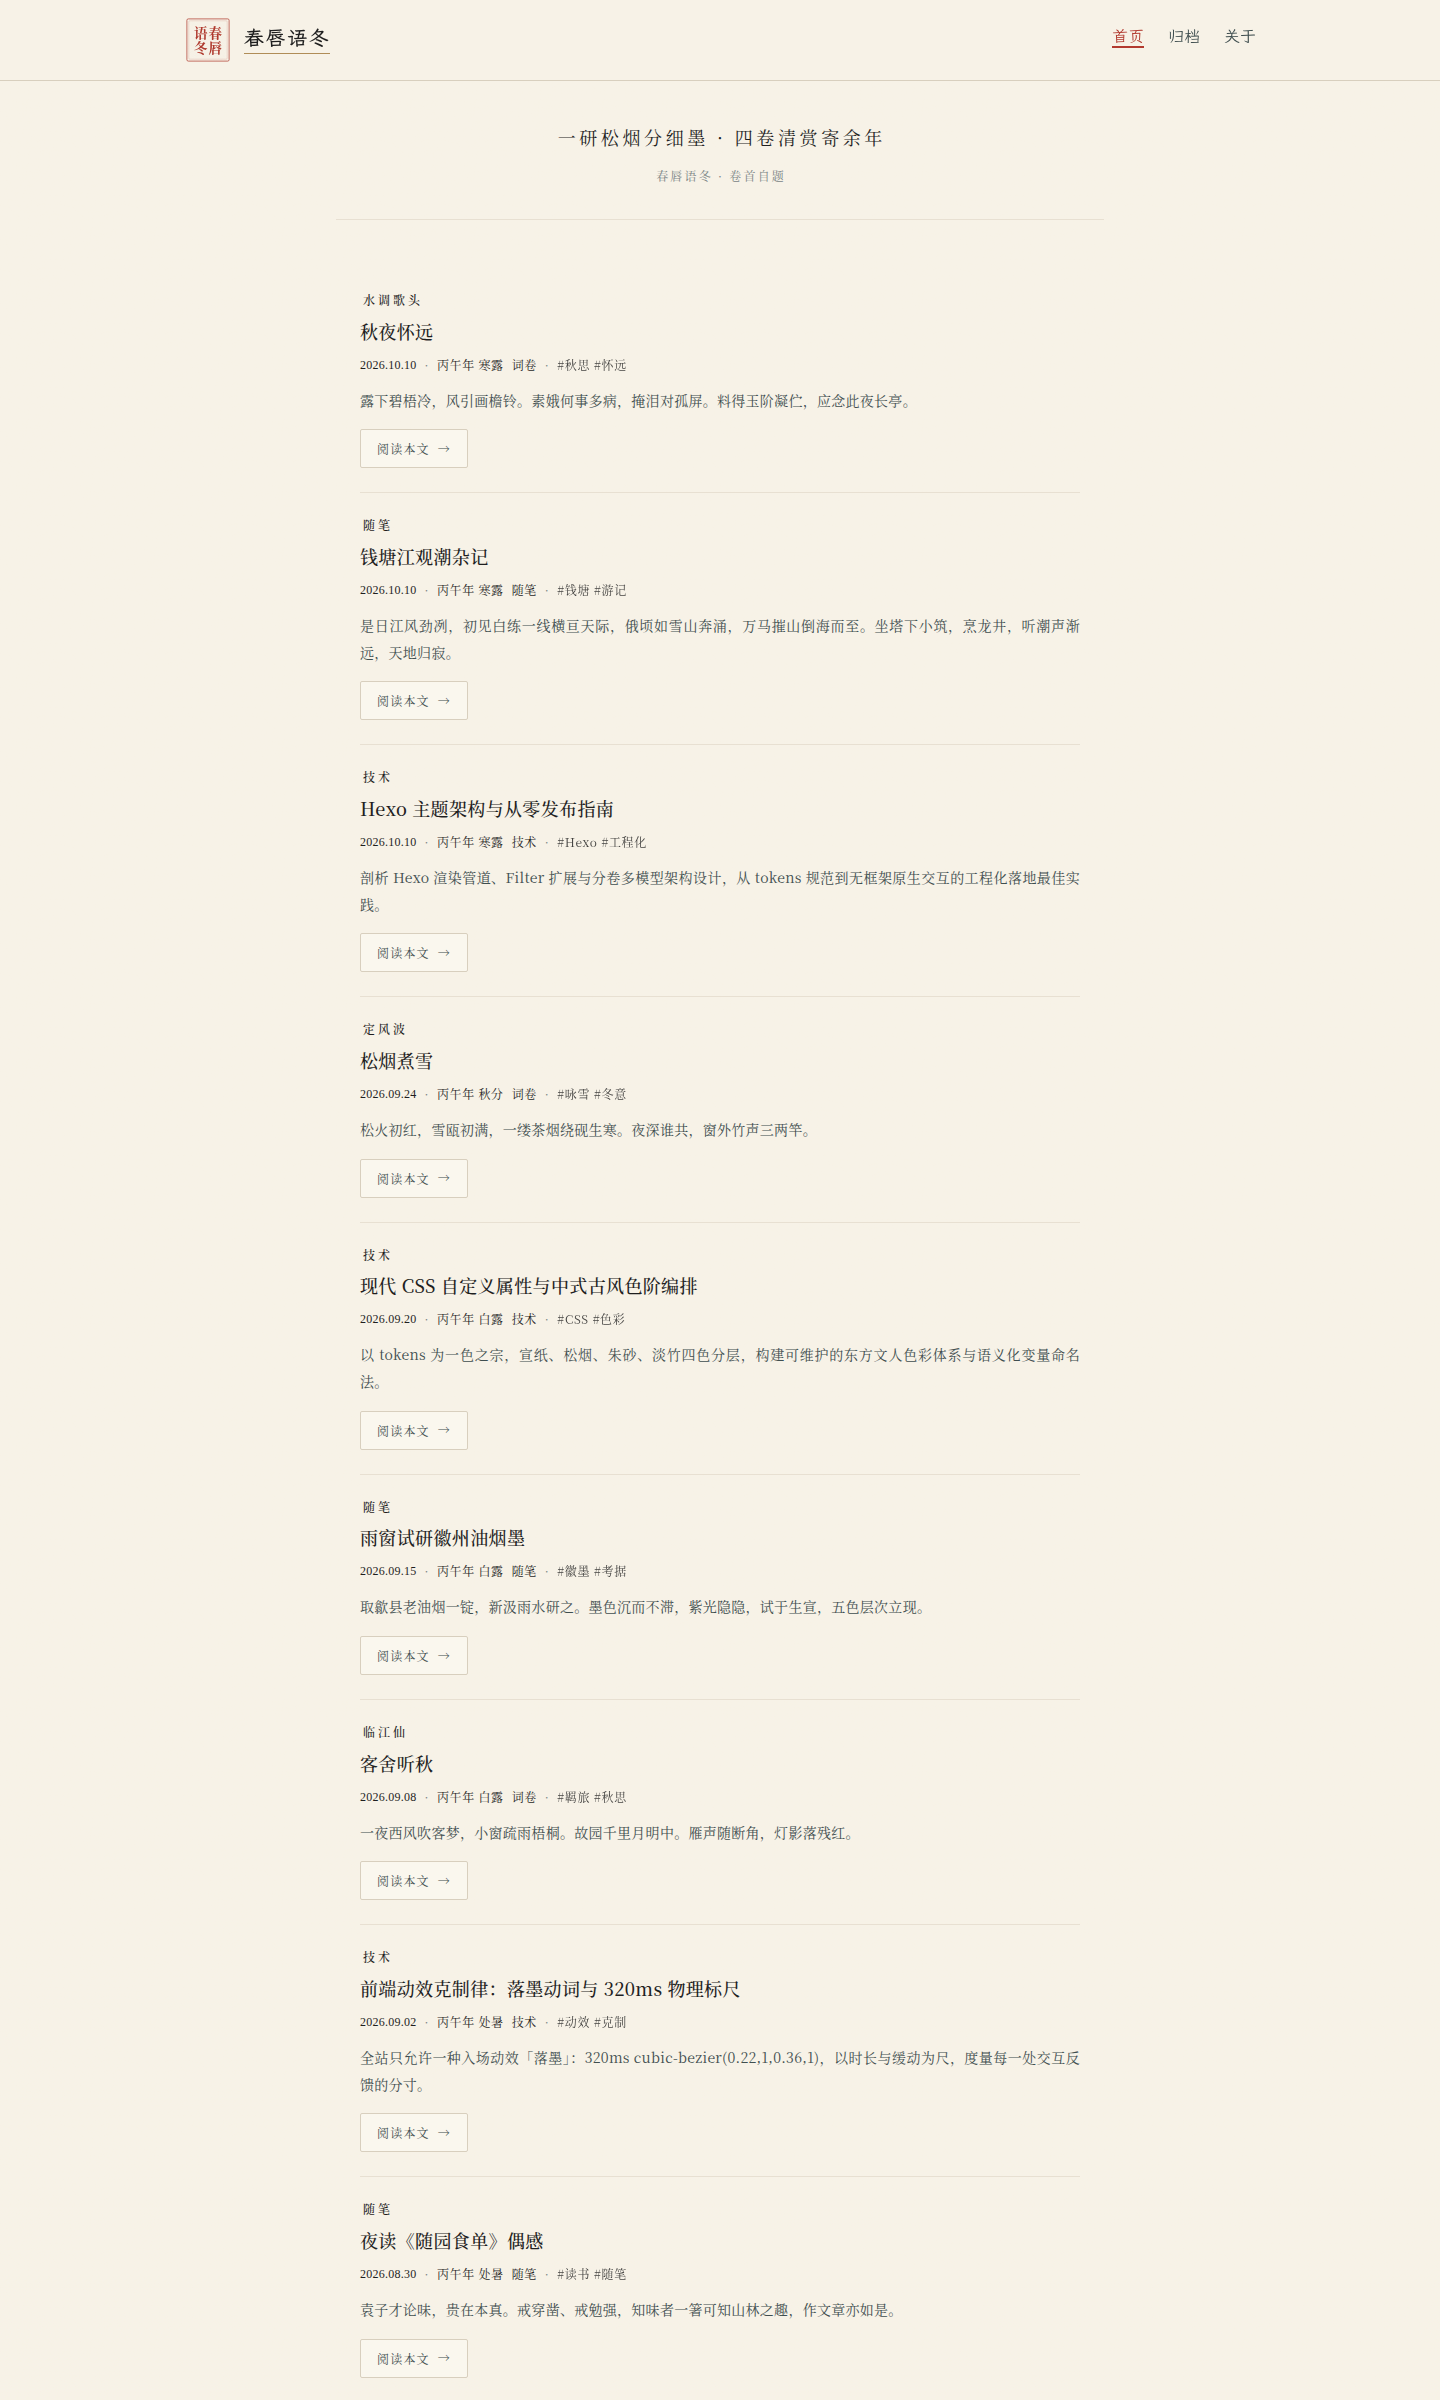 语春
冬唇
春唇语冬
首页 归档 关于
一研松烟分细墨 · 四卷清赏寄余年
春唇语冬 · 卷首自题
水调歌头
秋夜怀远
2026.10.10 · 丙午年 寒露 词卷 · #秋思 #怀远
露下碧梧冷，风引画檐铃。素娥何事多病，掩泪对孤屏。料得玉阶凝伫，应念此夜长亭。
阅读本文 →
随笔
钱塘江观潮杂记
2026.10.10 · 丙午年 寒露 随笔 · #钱塘 #游记
是日江风劲冽，初见白练一线横亘天际，俄顷如雪山奔涌，万马摧山倒海而至。坐塔下小筑，烹龙井，听潮声渐
远，天地归寂。
阅读本文 →
技术
Hexo 主题架构与从零发布指南
2026.10.10 · 丙午年 寒露 技术 · #Hexo #工程化
剖析 Hexo 渲染管道、Filter 扩展与分卷多模型架构设计，从 tokens 规范到无框架原生交互的工程化落地最佳实
践。
阅读本文 →
定风波
松烟煮雪
2026.09.24 · 丙午年 秋分 词卷 · #咏雪 #冬意
松火初红，雪瓯初满，一缕茶烟绕砚生寒。夜深谁共，窗外竹声三两竿。
阅读本文 →
技术
现代 CSS 自定义属性与中式古风色阶编排
2026.09.20 · 丙午年 白露 技术 · #CSS #色彩
以 tokens 为一色之宗，宣纸、松烟、朱砂、淡竹四色分层，构建可维护的东方文人色彩体系与语义化变量命名
法。
阅读本文 →
随笔
雨窗试研徽州油烟墨
2026.09.15 · 丙午年 白露 随笔 · #徽墨 #考据
取歙县老油烟一锭，新汲雨水研之。墨色沉而不滞，紫光隐隐，试于生宣，五色层次立现。
阅读本文 →
临江仙
客舍听秋
2026.09.08 · 丙午年 白露 词卷 · #羁旅 #秋思
一夜西风吹客梦，小窗疏雨梧桐。故园千里月明中。雁声随断角，灯影落残红。
阅读本文 →
技术
前端动效克制律：落墨动词与 320ms 物理标尺
2026.09.02 · 丙午年 处暑 技术 · #动效 #克制
全站只允许一种入场动效「落墨」：320ms cubic-bezier(0.22,1,0.36,1)，以时长与缓动为尺，度量每一处交互反
馈的分寸。
阅读本文 →
随笔
夜读《随园食单》偶感
2026.08.30 · 丙午年 处暑 随笔 · #读书 #随笔
袁子才论味，贵在本真。戒穿凿、戒勉强，知味者一箸可知山林之趣，作文章亦如是。
阅读本文 →